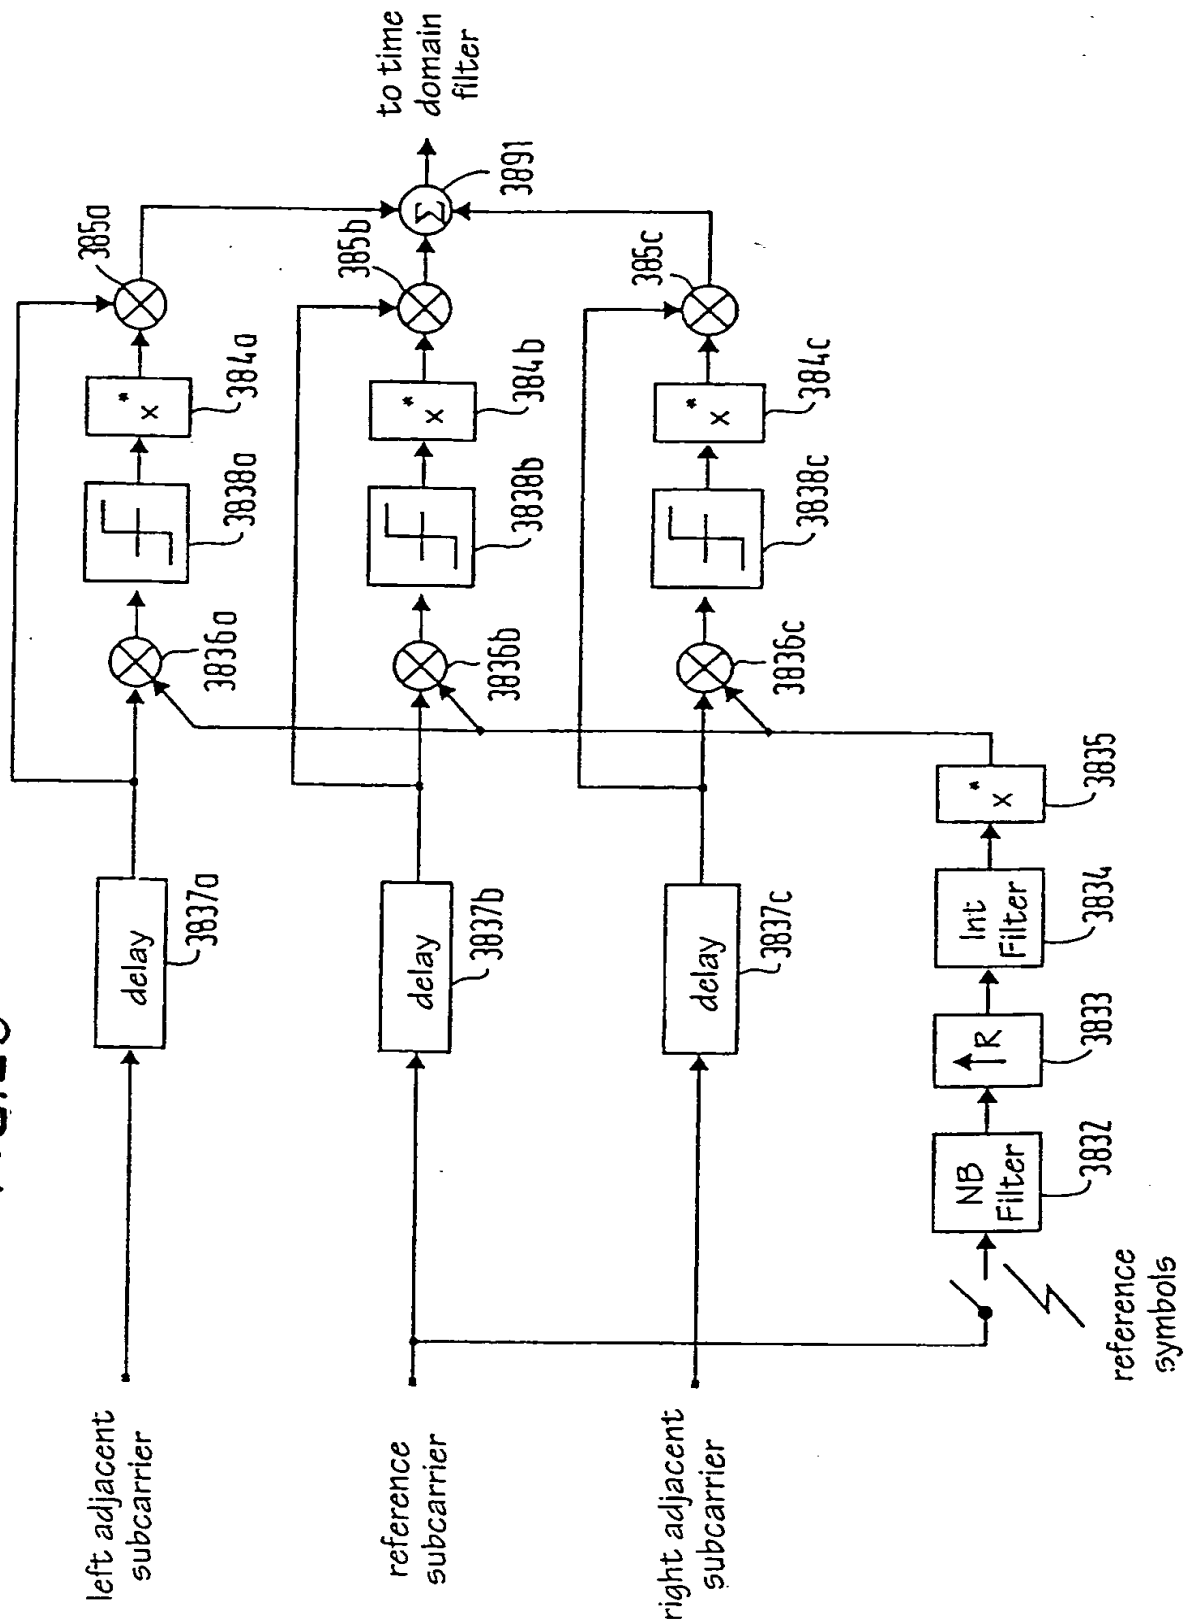 left adjacent
subcarrier
delay
3837a
3836a
3838a
x*
384a
385a
reference
subcarrier
delay
3837b
3836b
3838b
x*
384b
385b
Σ
3891
to time
domain
filter
right adjacent
subcarrier
delay
3837c
3836c
3838c
x*
384c
385c
reference
symbols
NB
Filter
3832
↑R
3833
Int
Filter
3834
x*
3835